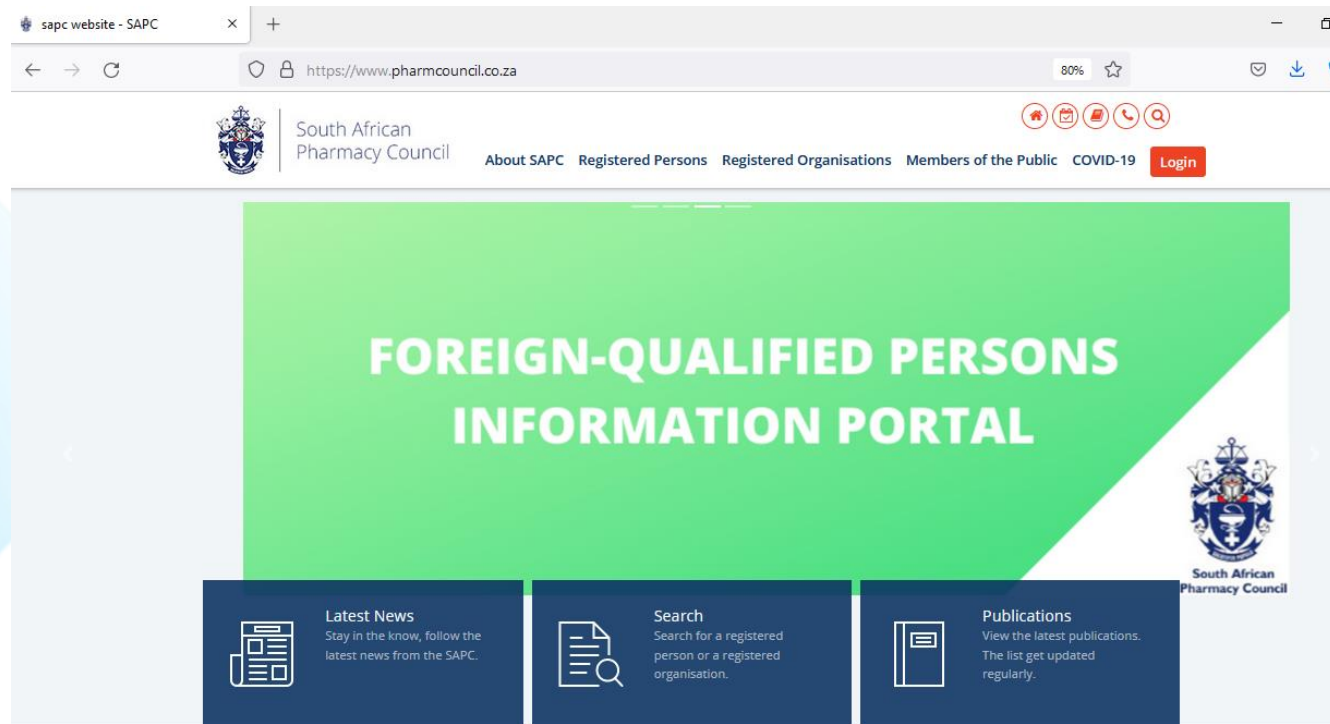 sapc website - SAPC
https://www.pharmcouncil.co.za
80%
South African
Pharmacy Council
About SAPC Registered Persons Registered Organisations Members of the Public COVID-19 Login
FOREIGN-QUALIFIED PERSONS
INFORMATION PORTAL
South African
Pharmacy Council
Latest News
Stay in the know, follow the
latest news from the SAPC.
Search
Search for a registered
person or a registered
organisation.
Publications
View the latest publications.
The list get updated
regularly.